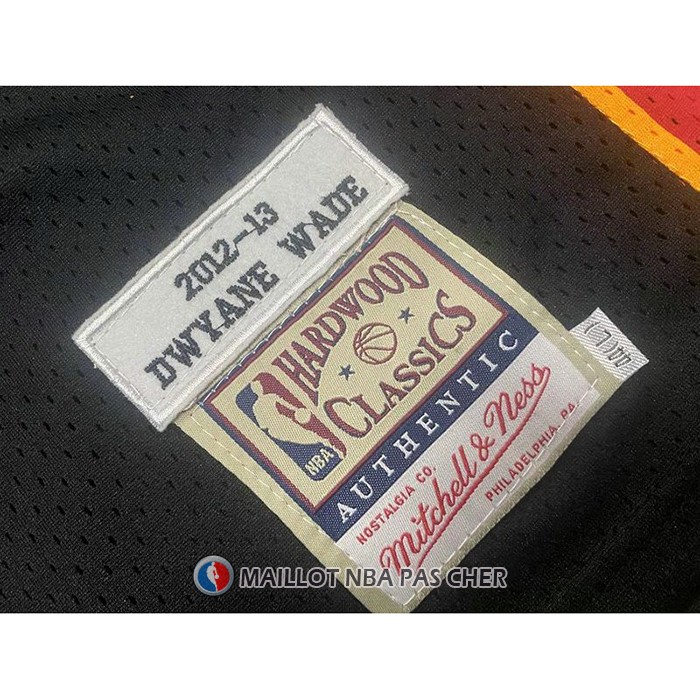 2012-13
DWYANE WADE
HARDWOOD
CLASSICS
NBA
AUTHENTIC
NOSTALGIA CO.
Mitchell & Ness
PHILADELPHIA, PA.
MAILLOT NBA PAS CHER